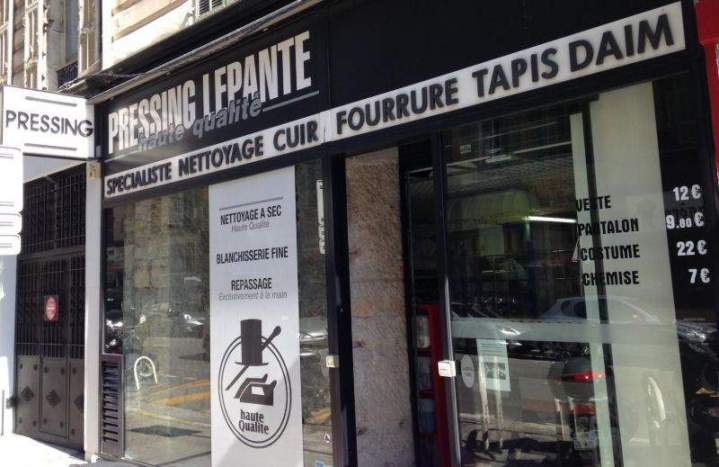 PRESSING
PRESSING LEPANTE
haute qualité
SPECIALISTE NETTOYAGE CUIR FOURRURE TAPIS DAIM
NETTOYAGE A SEC
Haute Qualité
BLANCHISSERIE FINE
REPASSAGE
Exclusivement à la main
haute
Qualité
VESTE 12 €
PANTALON 9.80 €
COSTUME 22 €
CHEMISE 7 €